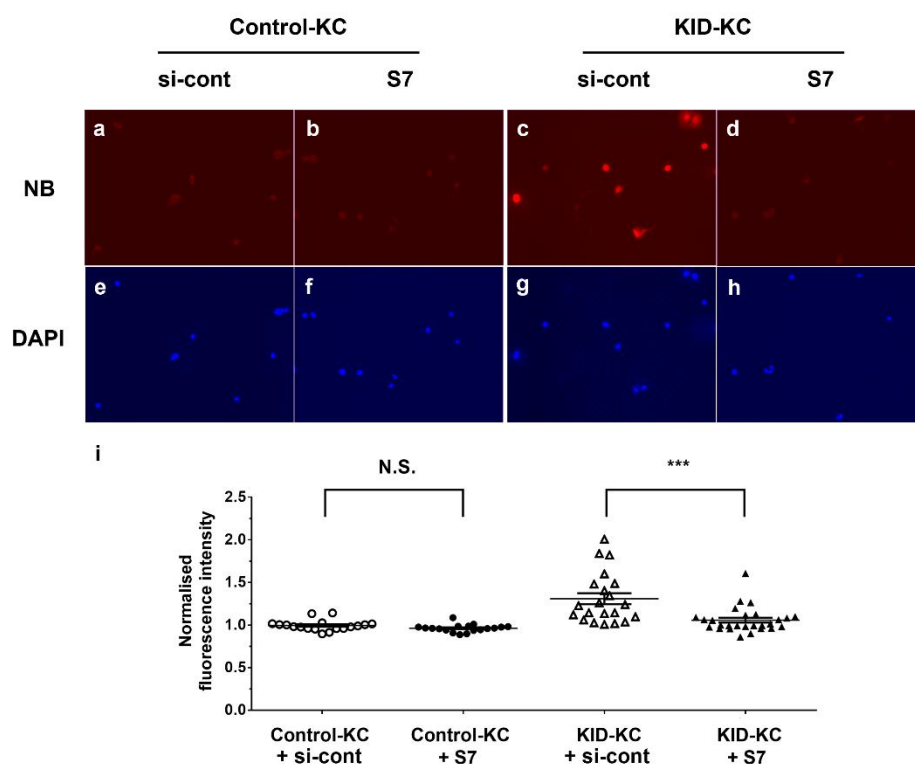 Control-KC KID-KC
si-cont S7 si-cont S7
a b c d
NB
e f g h
DAPI
i
N.S. ***
2.5
2.0
1.5
1.0
0.5
0.0
Normalised
fluorescence intensity
Control-KC Control-KC KID-KC KID-KC
+ si-cont + S7 + si-cont + S7